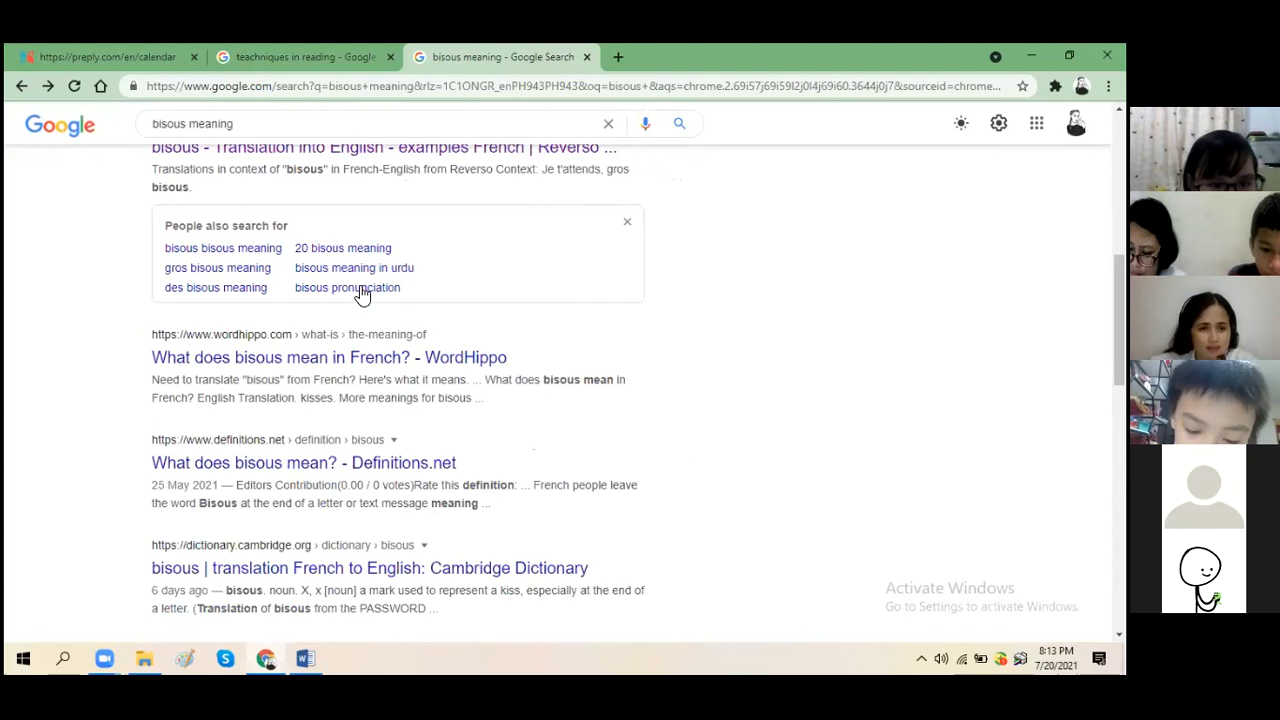 https://preply.com/en/calendar
teachniques in reading - Google
bisous meaning - Google Search
https://www.google.com/search?q=bisous+meaning&rlz=1C1ONGR_enPH943PH943&oq=bisous+&aqs=chrome.2.69i57j69i59l2j0l4j69i60.3644j0j7&sourceid=chrome...
Google
bisous meaning
bisous - Translation into English - examples French | Reverso ...
Translations in context of "bisous" in French-English from Reverso Context: Je t'attends, gros
bisous.
People also search for
bisous bisous meaning
20 bisous meaning
gros bisous meaning
bisous meaning in urdu
des bisous meaning
bisous pronunciation
https://www.wordhippo.com › what-is › the-meaning-of
What does bisous mean in French? - WordHippo
Need to translate "bisous" from French? Here's what it means. ... What does bisous mean in
French? English Translation. kisses. More meanings for bisous ...
https://www.definitions.net › definition › bisous
What does bisous mean? - Definitions.net
25 May 2021 — Editors Contribution(0.00 / 0 votes)Rate this definition: ... French people leave
the word Bisous at the end of a letter or text message meaning ...
https://dictionary.cambridge.org › dictionary › bisous
bisous | translation French to English: Cambridge Dictionary
6 days ago — bisous. noun. X, x [noun] a mark used to represent a kiss, especially at the end of
a letter. (Translation of bisous from the PASSWORD ...
Activate Windows
Go to Settings to activate Windows.
8:13 PM
7/20/2021